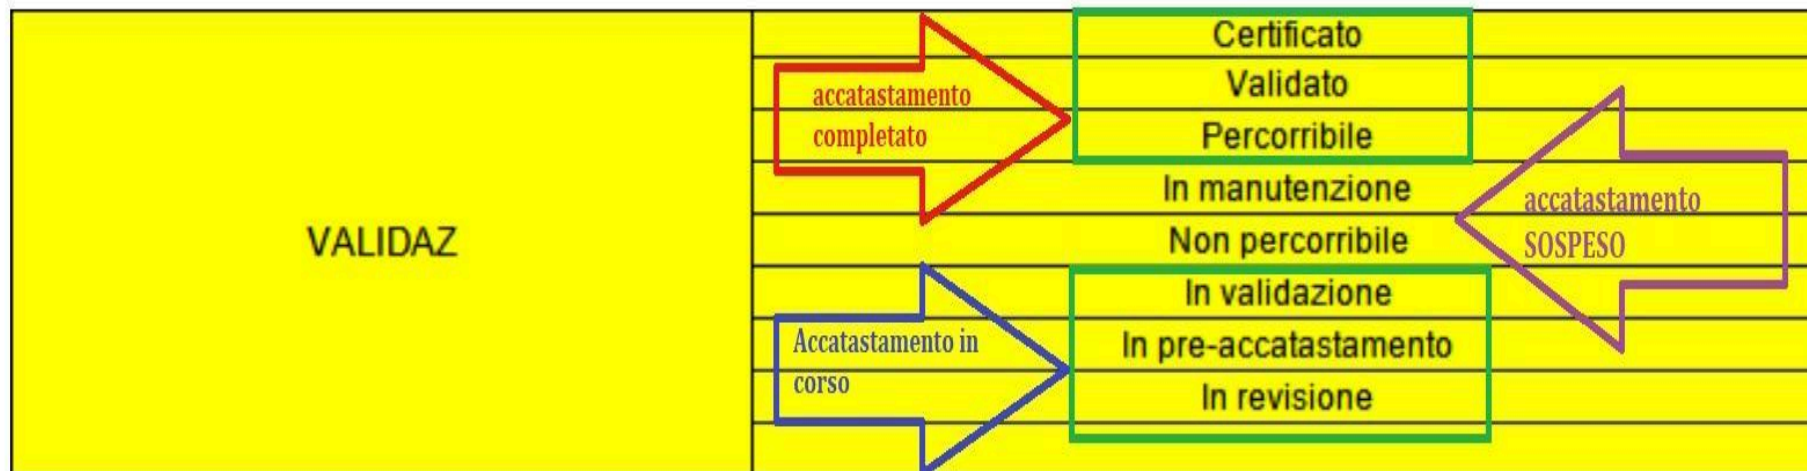 VALIDAZ
Certificato
Validato
Percorribile
In manutenzione
Non percorribile
In validazione
In pre-accatastamento
In revisione
accatastamento
completato
accatastamento
SOSPESO
Accatastamento in
corso